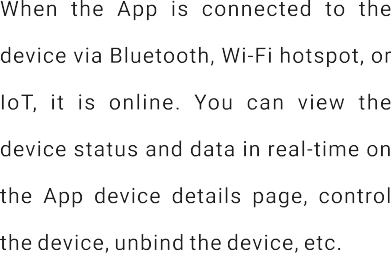 When the App is connected to the
device via Bluetooth, Wi-Fi hotspot, or
IoT, it is online. You can view the
device status and data in real-time on
the App device details page, control
the device, unbind the device, etc.